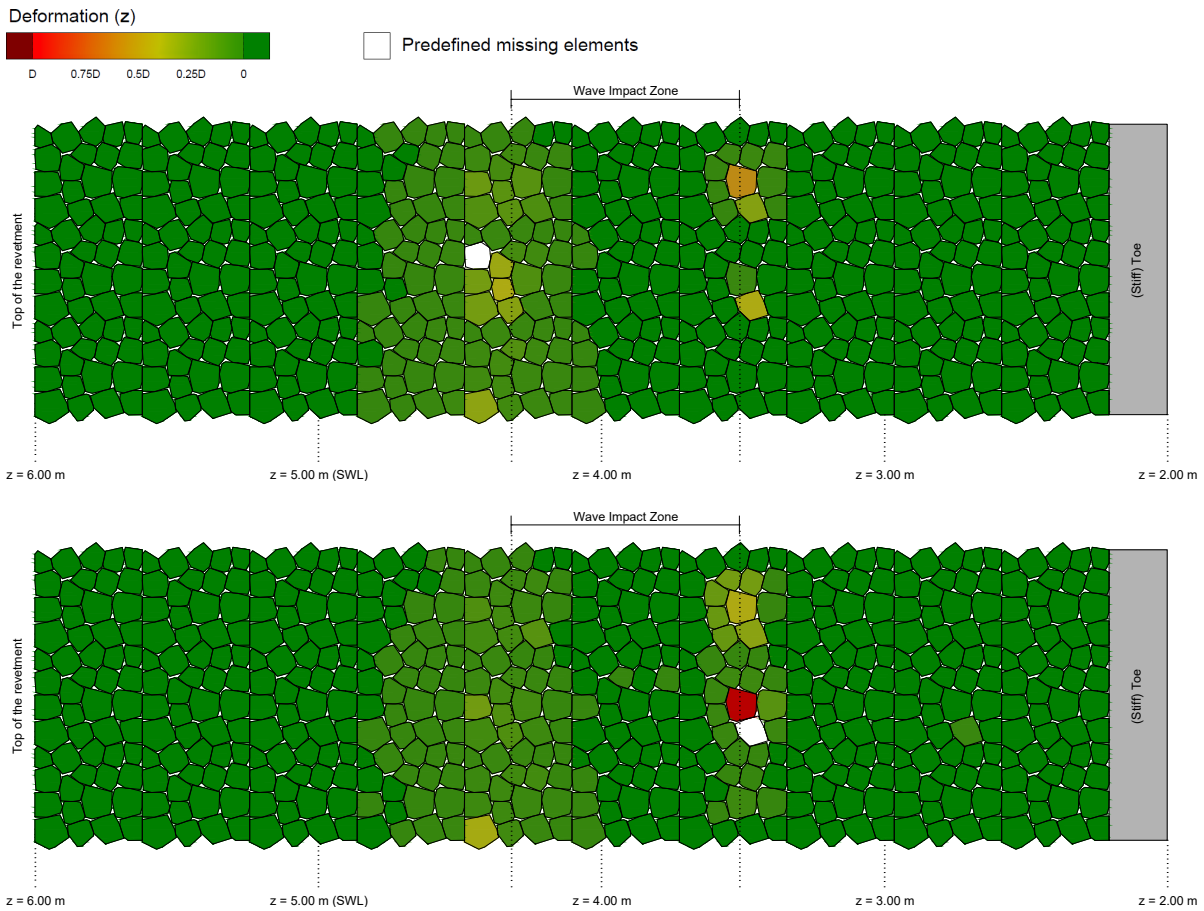 Deformation (z)
Predefined missing elements
D 0.75D 0.5D 0.25D 0
Wave Impact Zone
Top of the revetment
(Stiff) Toe
z = 6.00 m z = 5.00 m (SWL) z = 4.00 m z = 3.00 m z = 2.00 m
Wave Impact Zone
Top of the revetment
(Stiff) Toe
z = 6.00 m z = 5.00 m (SWL) z = 4.00 m z = 3.00 m z = 2.00 m